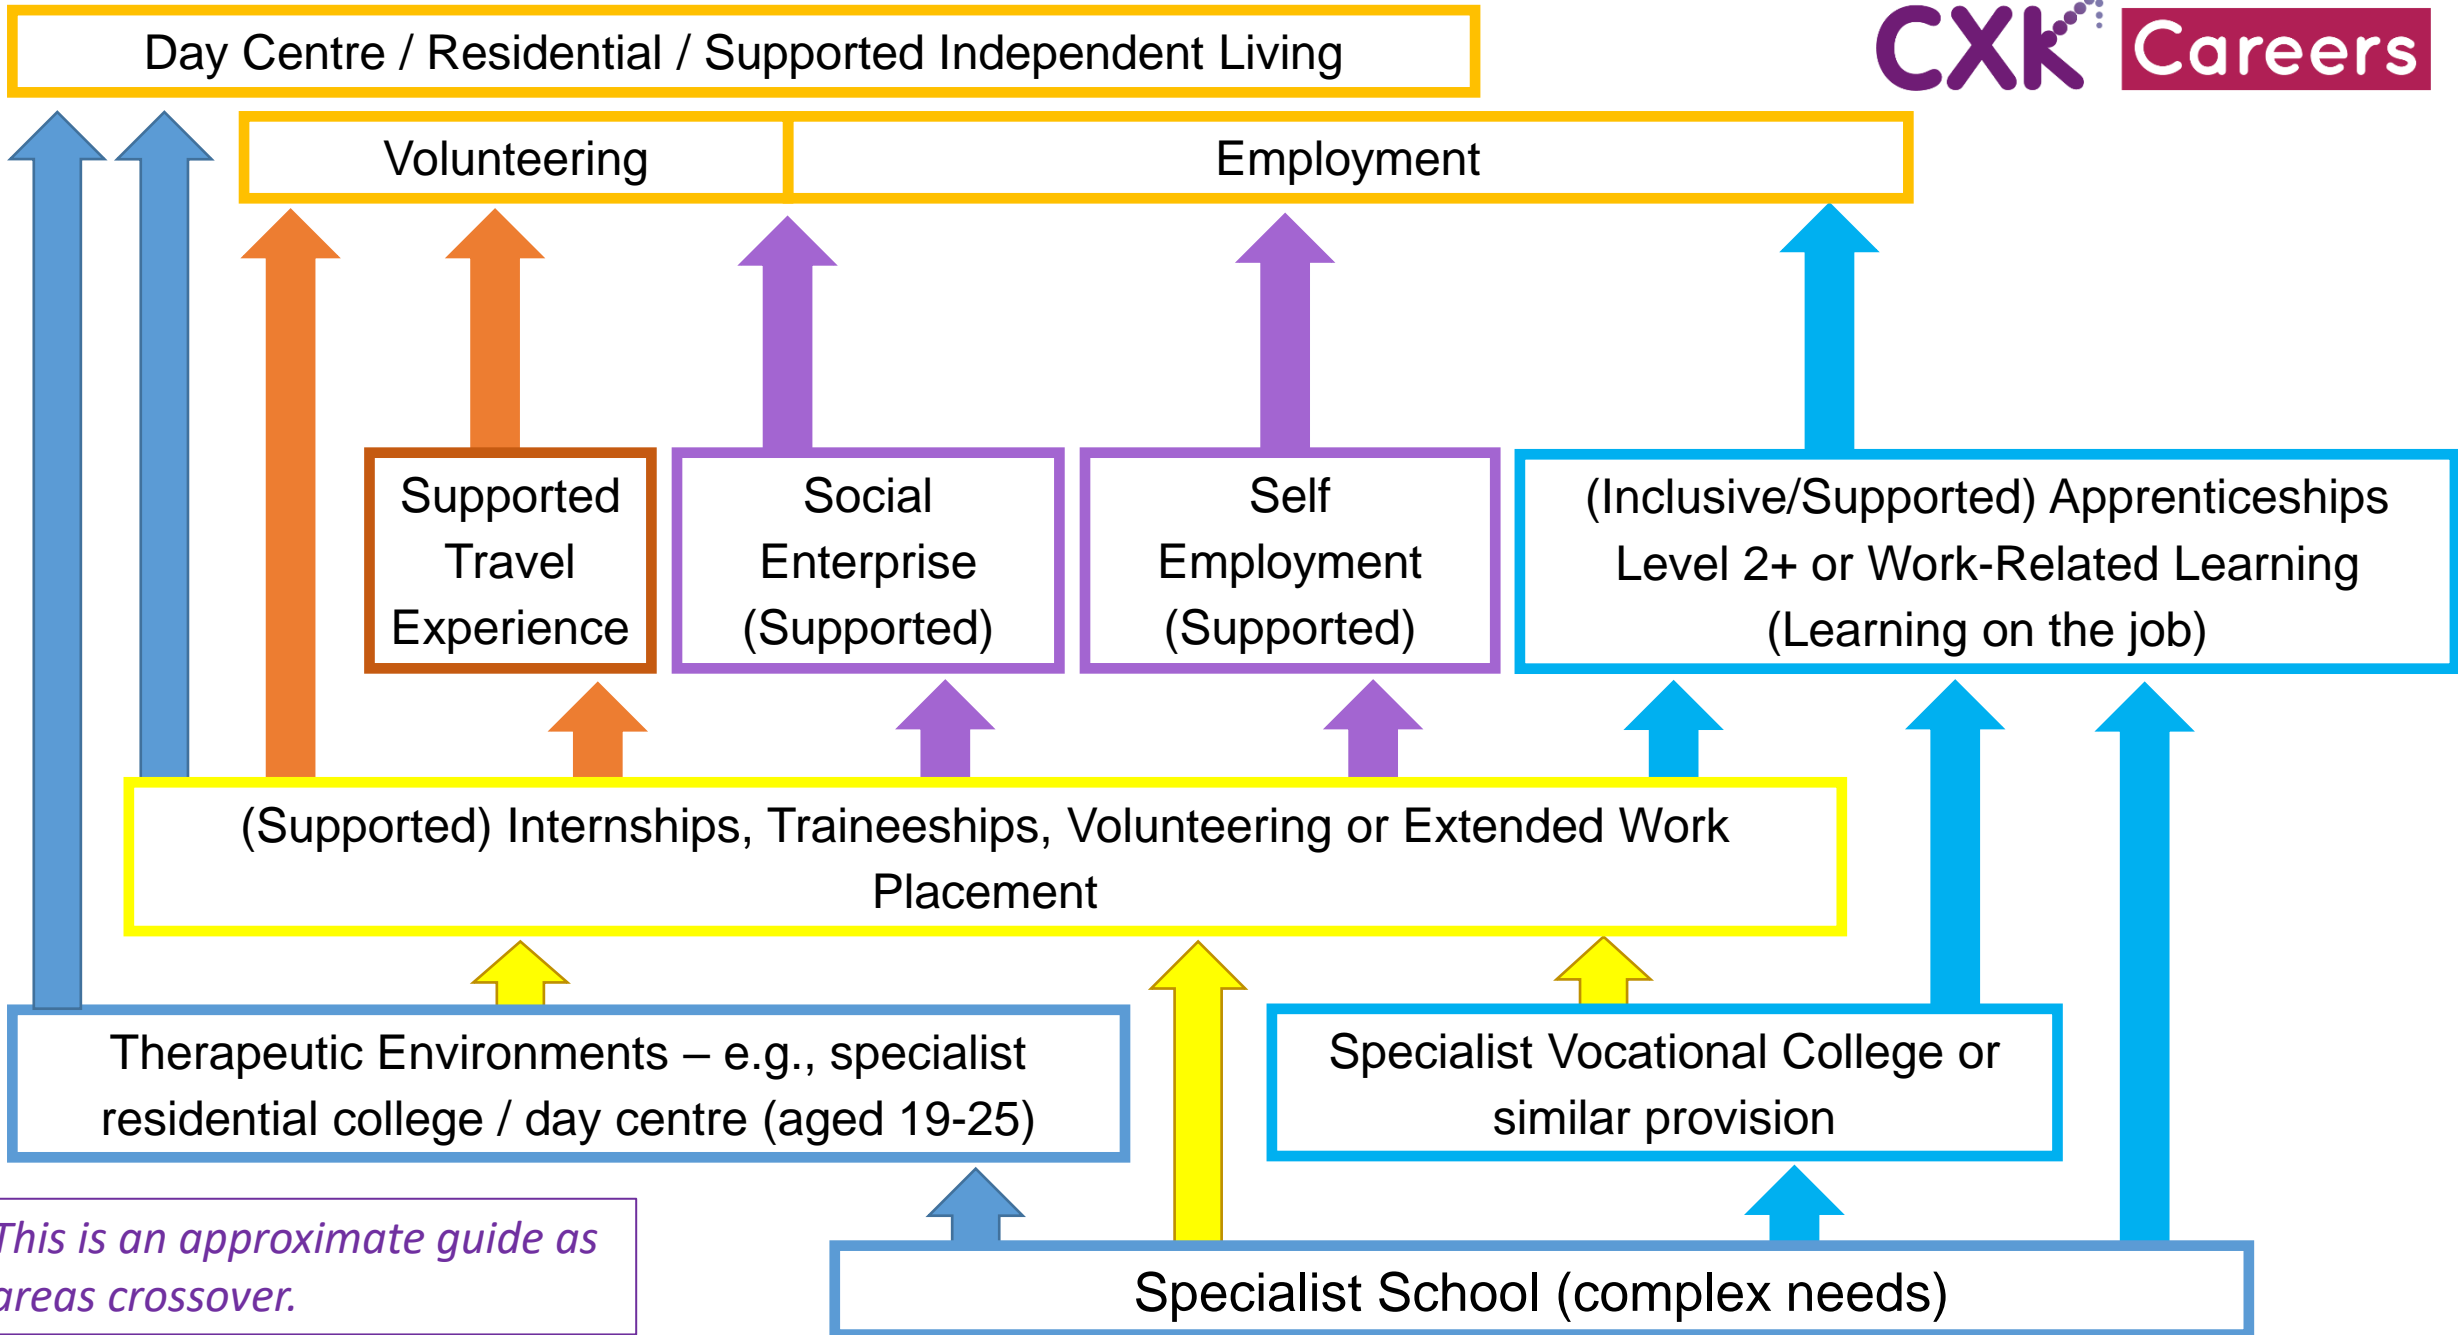 Day Centre / Residential / Supported Independent Living
CXK Careers
Volunteering
Employment
Supported
Travel
Experience
Social
Enterprise
(Supported)
Self
Employment
(Supported)
(Inclusive/Supported) Apprenticeships
Level 2+ or Work-Related Learning
(Learning on the job)
(Supported) Internships, Traineeships, Volunteering or Extended Work
Placement
Therapeutic Environments – e.g., specialist
residential college / day centre (aged 19-25)
Specialist Vocational College or
similar provision
This is an approximate guide as
areas crossover.
Specialist School (complex needs)